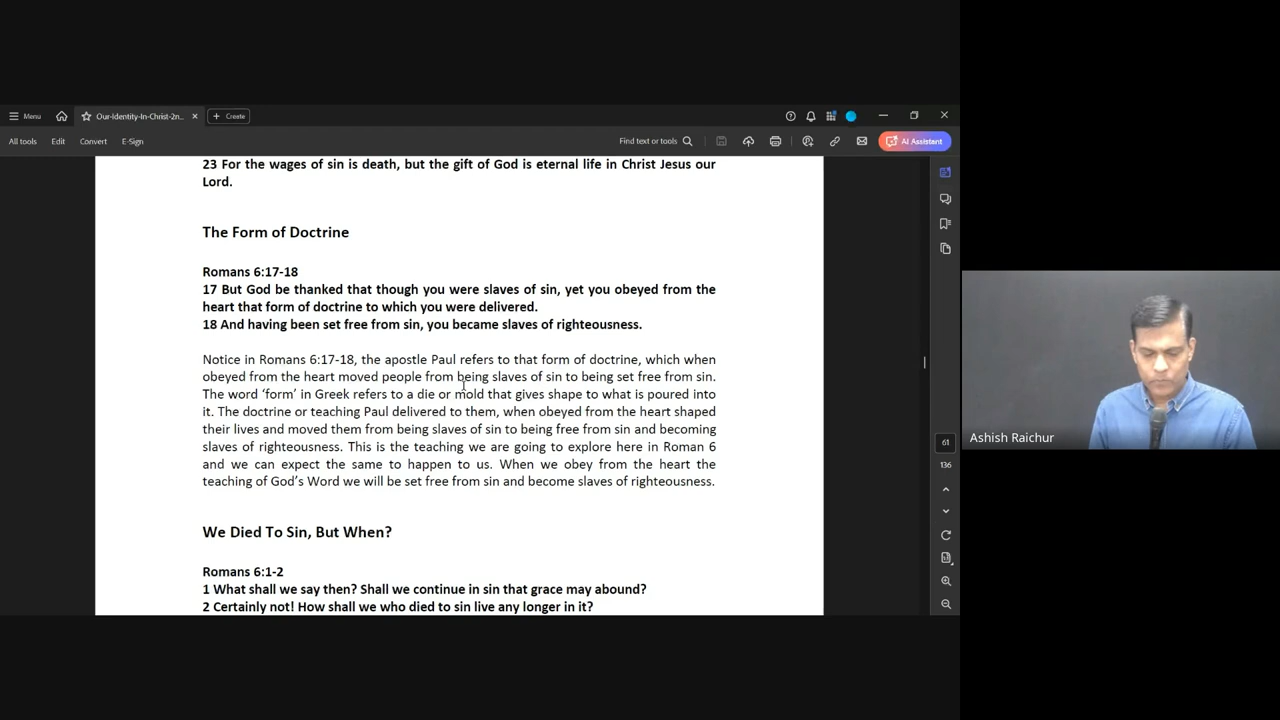 Menu
Our-Identity-In-Christ-2n...
Create
All tools
Edit
Convert
E-Sign
Find text or tools
AI Assistant
23 For the wages of sin is death, but the gift of God is eternal life in Christ Jesus our
Lord.
The Form of Doctrine
Romans 6:17-18
17 But God be thanked that though you were slaves of sin, yet you obeyed from the
heart that form of doctrine to which you were delivered.
18 And having been set free from sin, you became slaves of righteousness.
Notice in Romans 6:17-18, the apostle Paul refers to that form of doctrine, which when
obeyed from the heart moved people from being slaves of sin to being set free from sin.
The word ‘form’ in Greek refers to a die or mold that gives shape to what is poured into
it. The doctrine or teaching Paul delivered to them, when obeyed from the heart shaped
their lives and moved them from being slaves of sin to being free from sin and becoming
slaves of righteousness. This is the teaching we are going to explore here in Roman 6
and we can expect the same to happen to us. When we obey from the heart the
teaching of God’s Word we will be set free from sin and become slaves of righteousness.
We Died To Sin, But When?
Romans 6:1-2
1 What shall we say then? Shall we continue in sin that grace may abound?
2 Certainly not! How shall we who died to sin live any longer in it?
61
136
Ashish Raichur